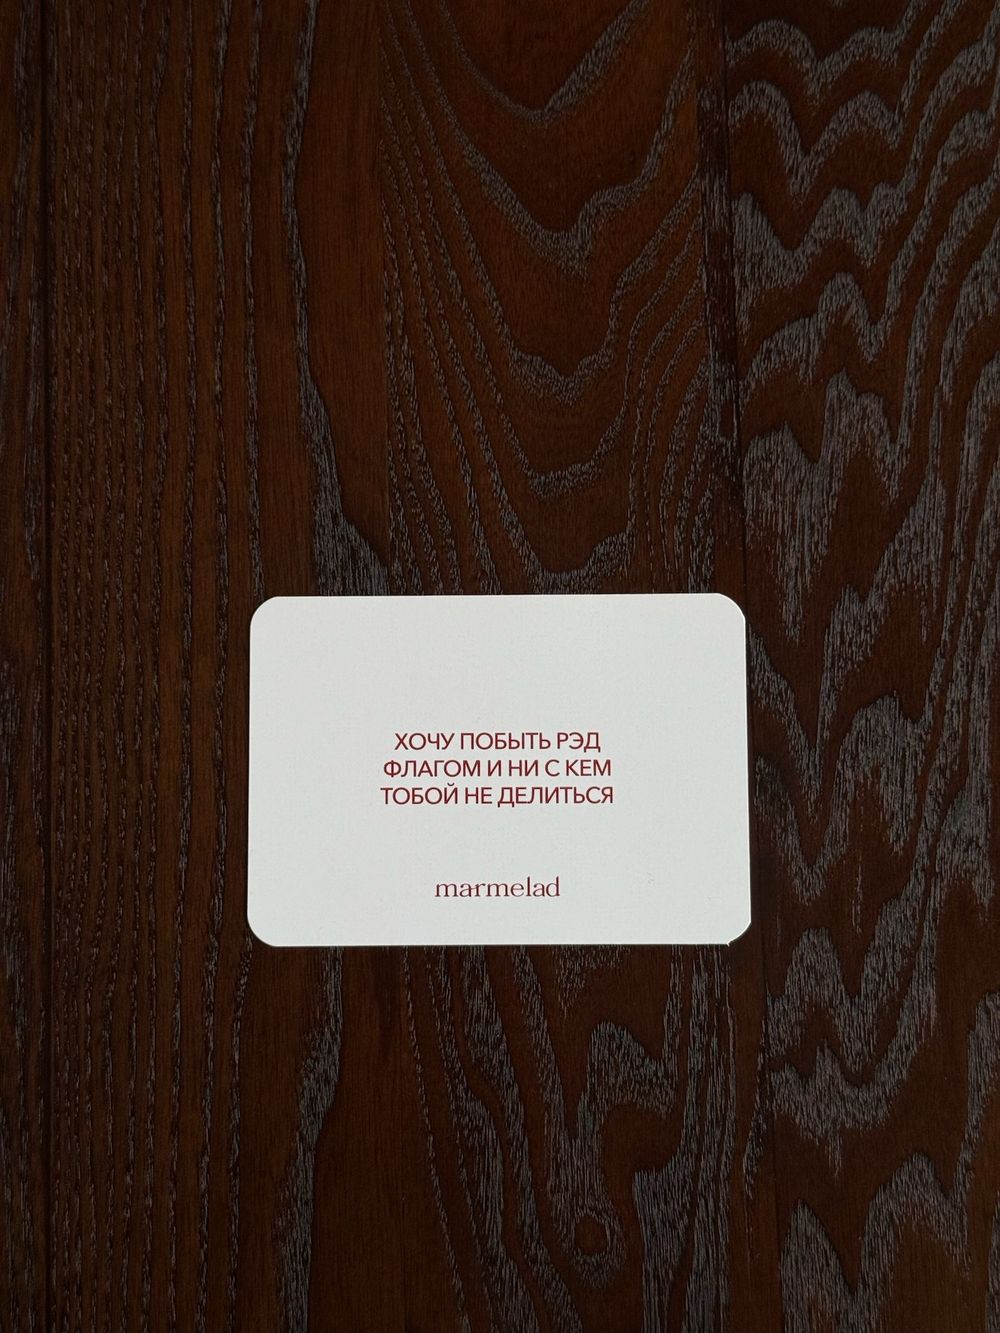 ХОЧУ ПОБЫТЬ РЭД
ФЛАГОМ И НИ С КЕМ
ТОБОЙ НЕ ДЕЛИТЬСЯ
marmelad